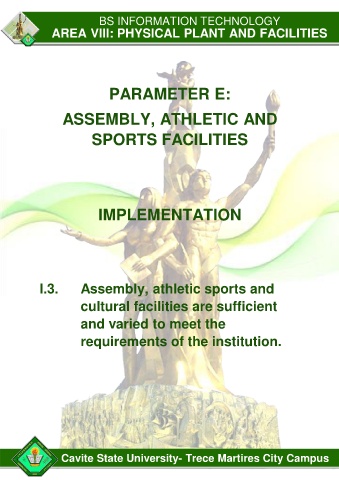 BS INFORMATION TECHNOLOGY
AREA VIII: PHYSICAL PLANT AND FACILITIES
PARAMETER E:
ASSEMBLY, ATHLETIC AND
SPORTS FACILITIES
IMPLEMENTATION
I.3. Assembly, athletic sports and
cultural facilities are sufficient
and varied to meet the
requirements of the institution.
Cavite State University- Trece Martires City Campus